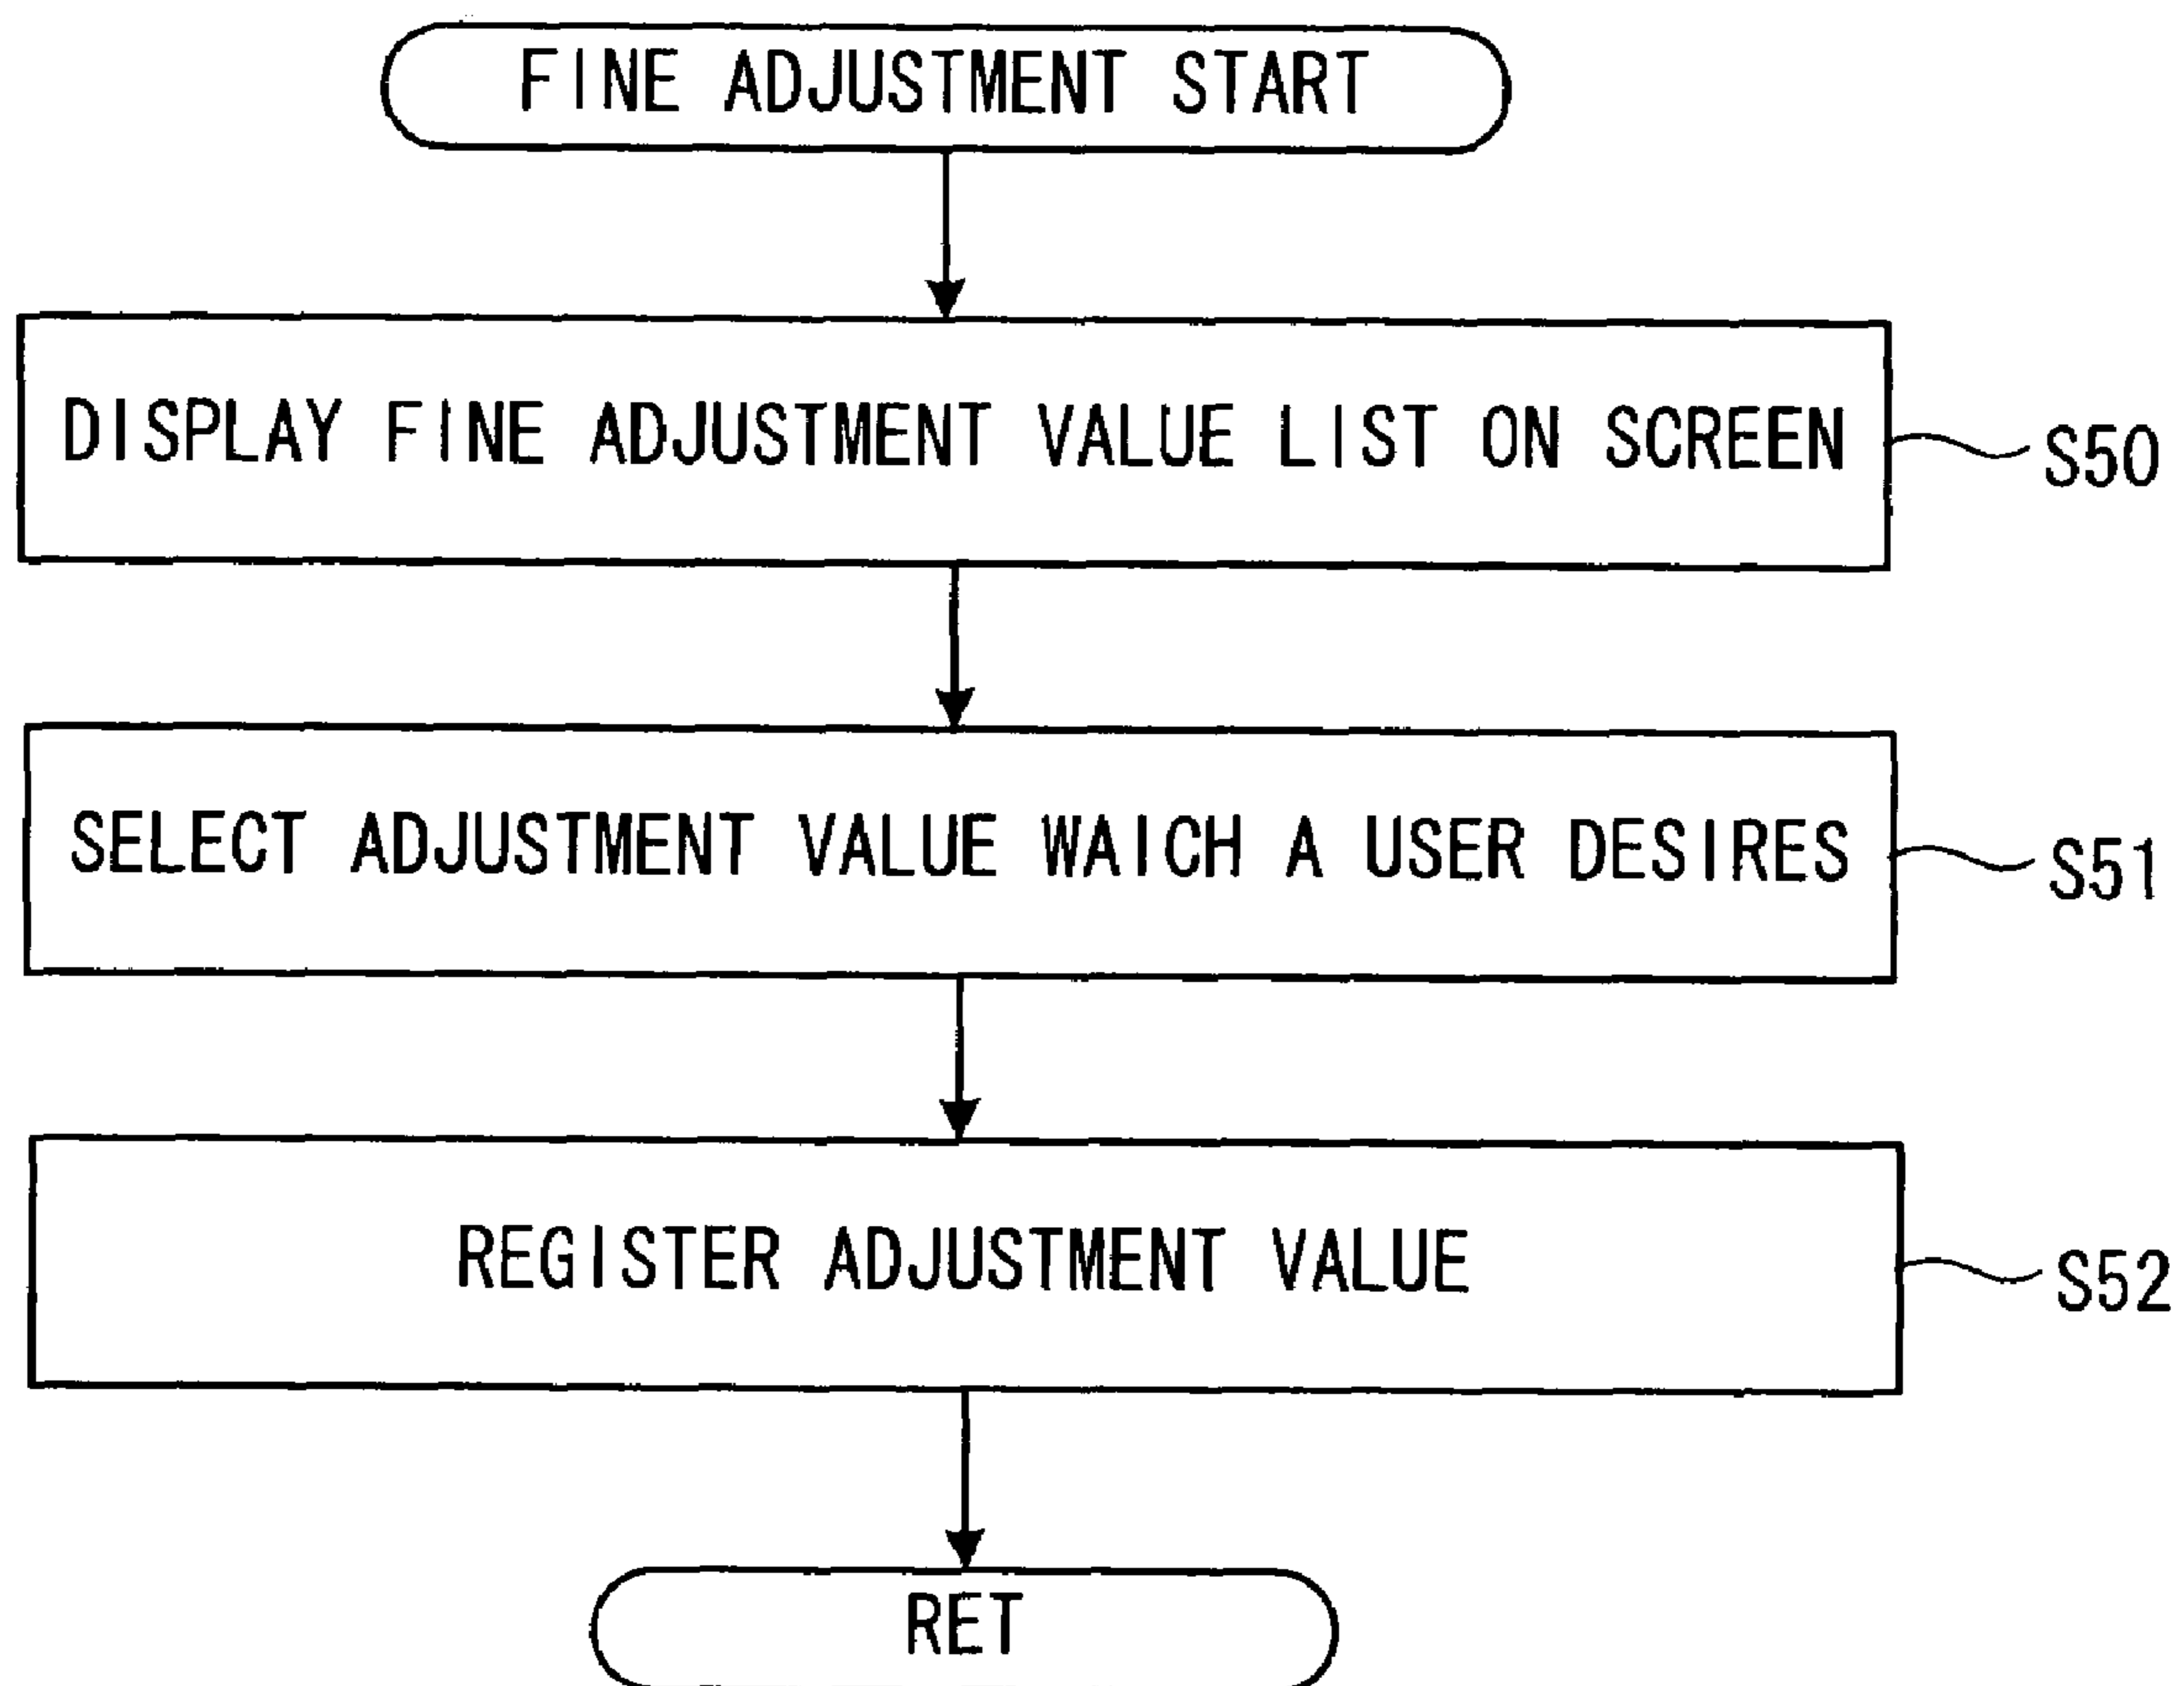 FINE ADJUSTMENT START
DISPLAY FINE ADJUSTMENT VALUE LIST ON SCREEN
S50
SELECT ADJUSTMENT VALUE WAICH A USER DESIRES
S51
REGISTER ADJUSTMENT VALUE
S52
RET